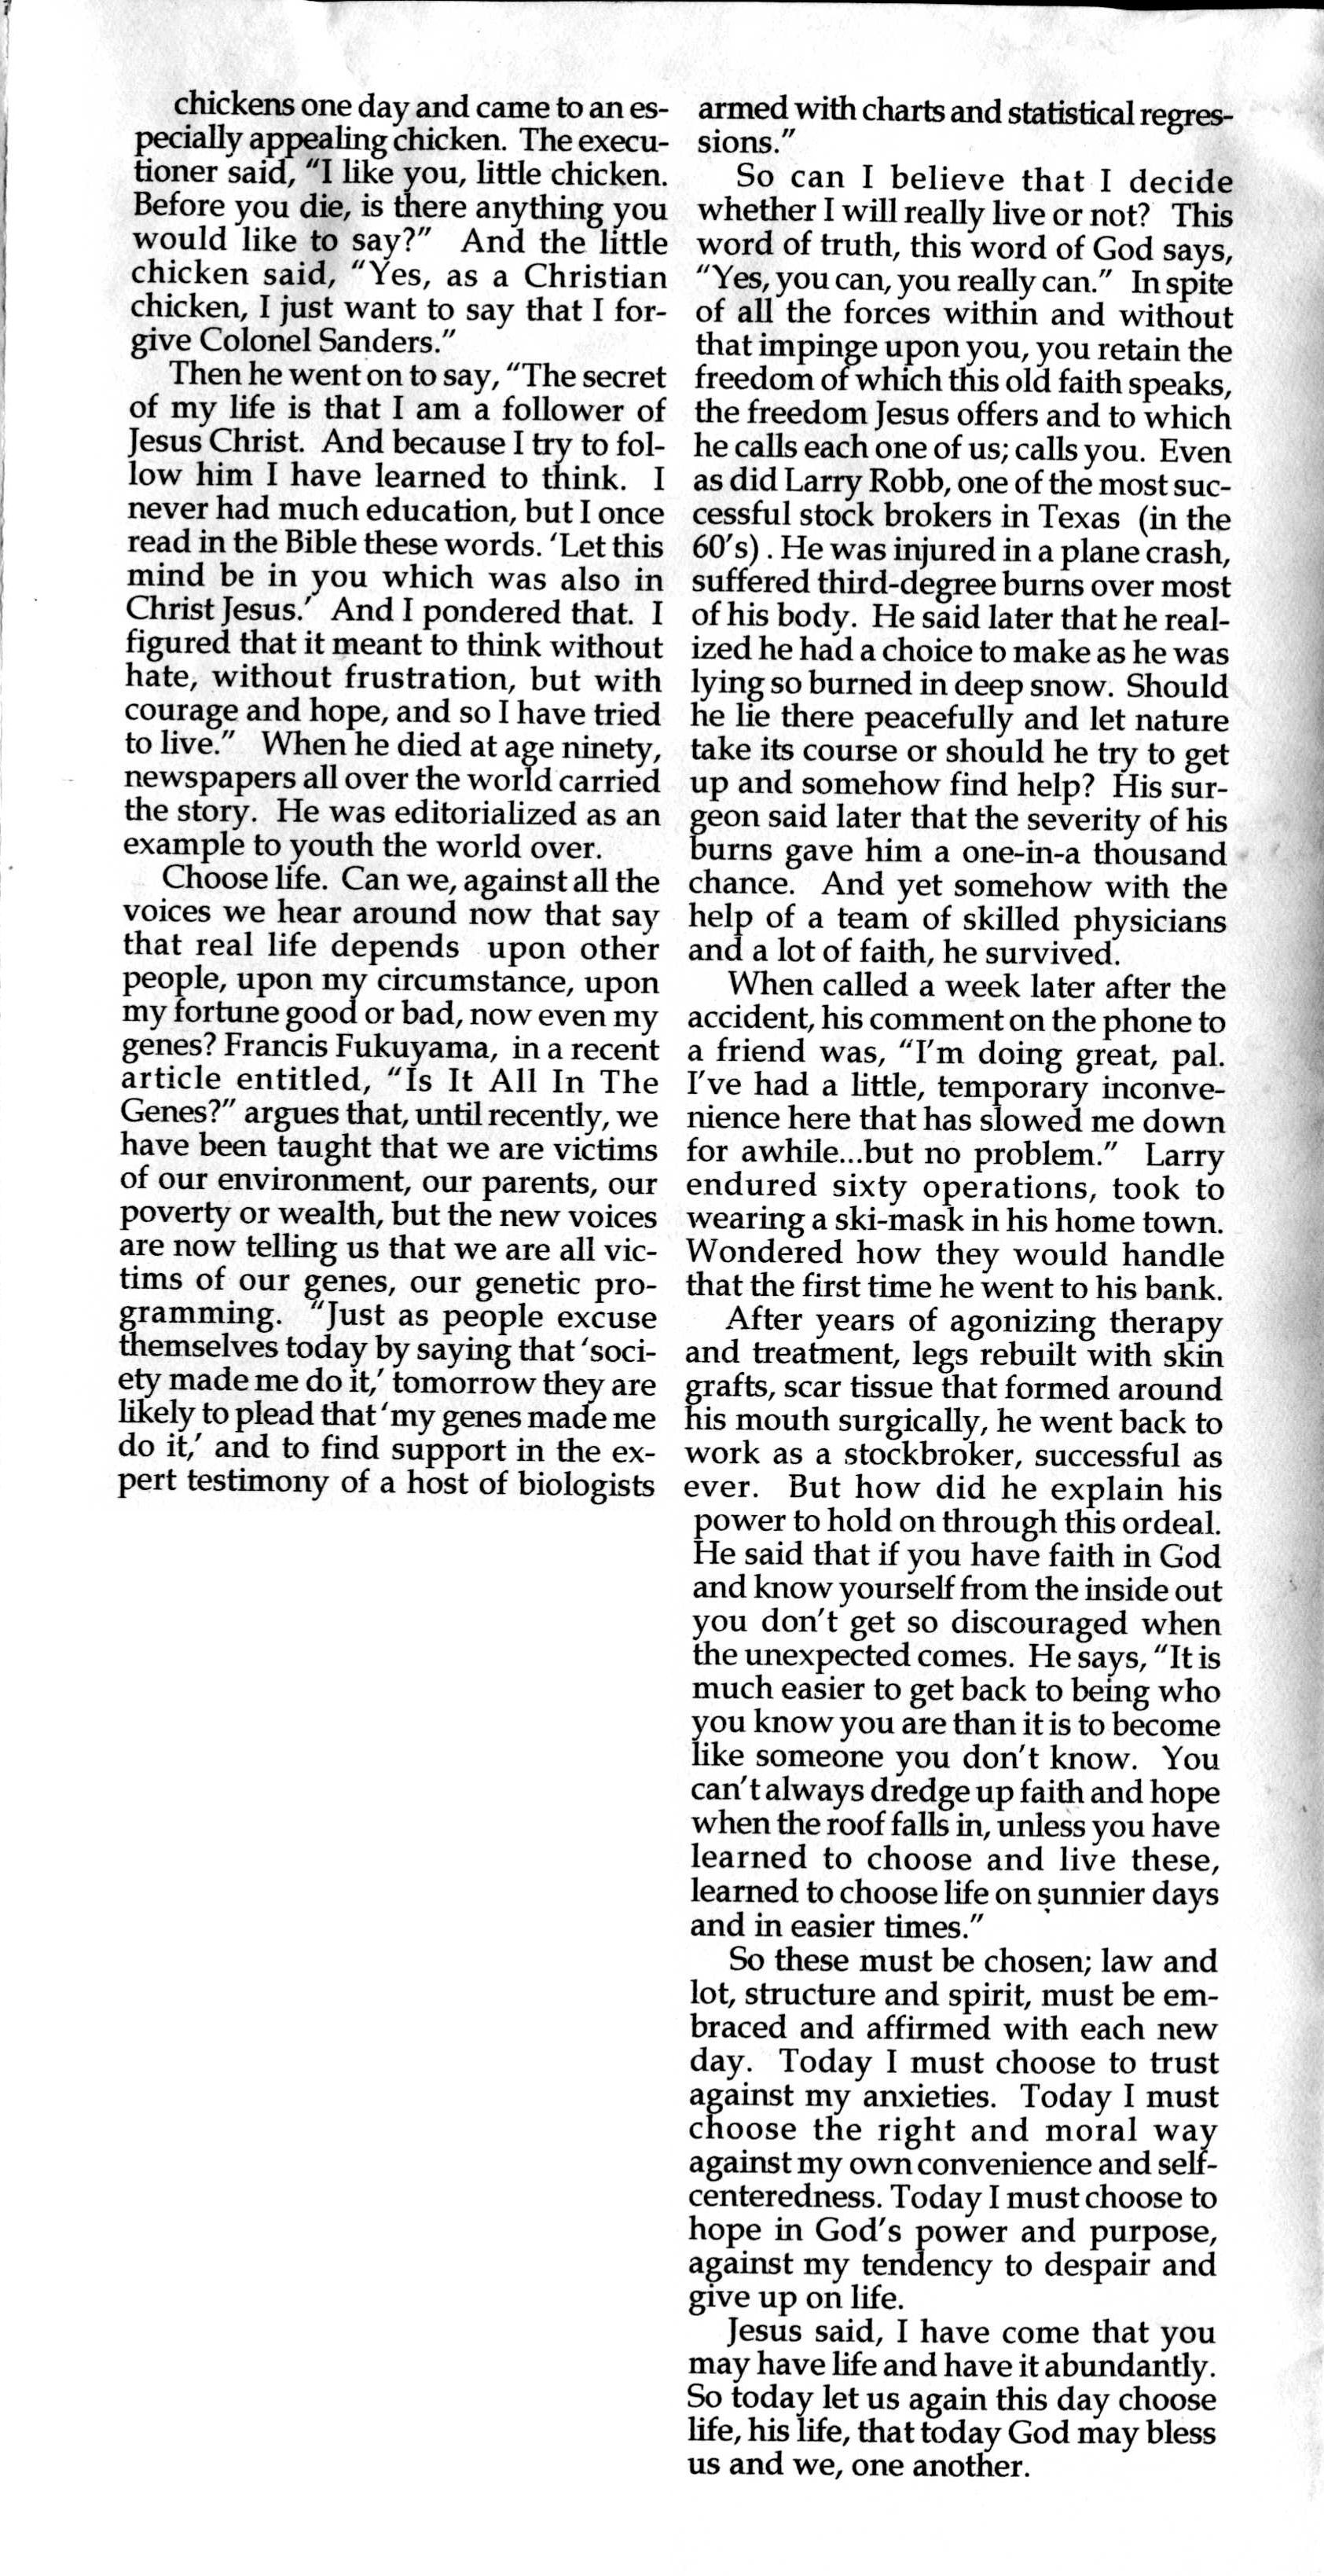 chickens one day and came to an es-
pecially appealing chicken. The execu-
tioner said, “I like you, little chicken.
Before you die, is there anything you
would like to say?” And the little
chicken said, “Yes, as a Christian
chicken, I just want to say that I for-
give Colonel Sanders.”
Then he went on to say, “The secret
of my life is that I am a follower of
Jesus Christ. And because I try to fol-
low him I have learned to think. I
never had much education, but I once
read in the Bible these words. ‘Let this
mind be in you which was also in
Christ Jesus.’ And I pondered that. I
figured that it meant to think without
hate, without frustration, but with
courage and hope, and so I have tried
to live.” When he died at age ninety,
newspapers all over the world carried
the story. He was editorialized as an
example to youth the world over.
Choose life. Can we, against all the
voices we hear around now that say
that real life depends upon other
people, upon my circumstance, upon
my fortune good or bad, now even my
genes? Francis Fukuyama, in a recent
article entitled, “Is It All In The
Genes?” argues that, until recently, we
have been taught that we are victims
of our environment, our parents, our
poverty or wealth, but the new voices
are now telling us that we are all vic-
tims of our genes, our genetic pro-
gramming. “Just as people excuse
themselves today by saying that ‘soci-
ety made me do it,’ tomorrow they are
likely to plead that ‘my genes made me
do it,’ and to find support in the ex-
pert testimony of a host of biologists
armed with charts and statistical regres-
sions.”
So can I believe that I decide
whether I will really live or not? This
word of truth, this word of God says,
“Yes, you can, you really can.” In spite
of all the forces within and without
that impinge upon you, you retain the
freedom of which this old faith speaks,
the freedom Jesus offers and to which
he calls each one of us; calls you. Even
as did Larry Robb, one of the most suc-
cessful stock brokers in Texas (in the
60’s) . He was injured in a plane crash,
suffered third-degree burns over most
of his body. He said later that he real-
ized he had a choice to make as he was
lying so burned in deep snow. Should
he lie there peacefully and let nature
take its course or should he try to get
up and somehow find help? His sur-
geon said later that the severity of his
burns gave him a one-in-a thousand
chance. And yet somehow with the
help of a team of skilled physicians
and a lot of faith, he survived.
When called a week later after the
accident, his comment on the phone to
a friend was, “I’m doing great, pal.
I’ve had a little, temporary inconve-
nience here that has slowed me down
for awhile...but no problem.” Larry
endured sixty operations, took to
wearing a ski-mask in his home town.
Wondered how they would handle
that the first time he went to his bank.
After years of agonizing therapy
and treatment, legs rebuilt with skin
grafts, scar tissue that formed around
his mouth surgically, he went back to
work as a stockbroker, successful as
ever. But how did he explain his
power to hold on through this ordeal.
He said that if you have faith in God
and know yourself from the inside out
you don’t get so discouraged when
the unexpected comes. He says, “It is
much easier to get back to being who
you know you are than it is to become
like someone you don’t know. You
can’t always dredge up faith and hope
when the roof falls in, unless you have
learned to choose and live these,
learned to choose life on sunnier days
and in easier times.”
So these must be chosen; law and
lot, structure and spirit, must be em-
braced and affirmed with each new
day. Today I must choose to trust
against my anxieties. Today I must
choose the right and moral way
against my own convenience and self-
centeredness. Today I must choose to
hope in God’s power and purpose,
against my tendency to despair and
give up on life.
Jesus said, I have come that you
may have life and have it abundantly.
So today let us again this day choose
life, his life, that today God may bless
us and we, one another.